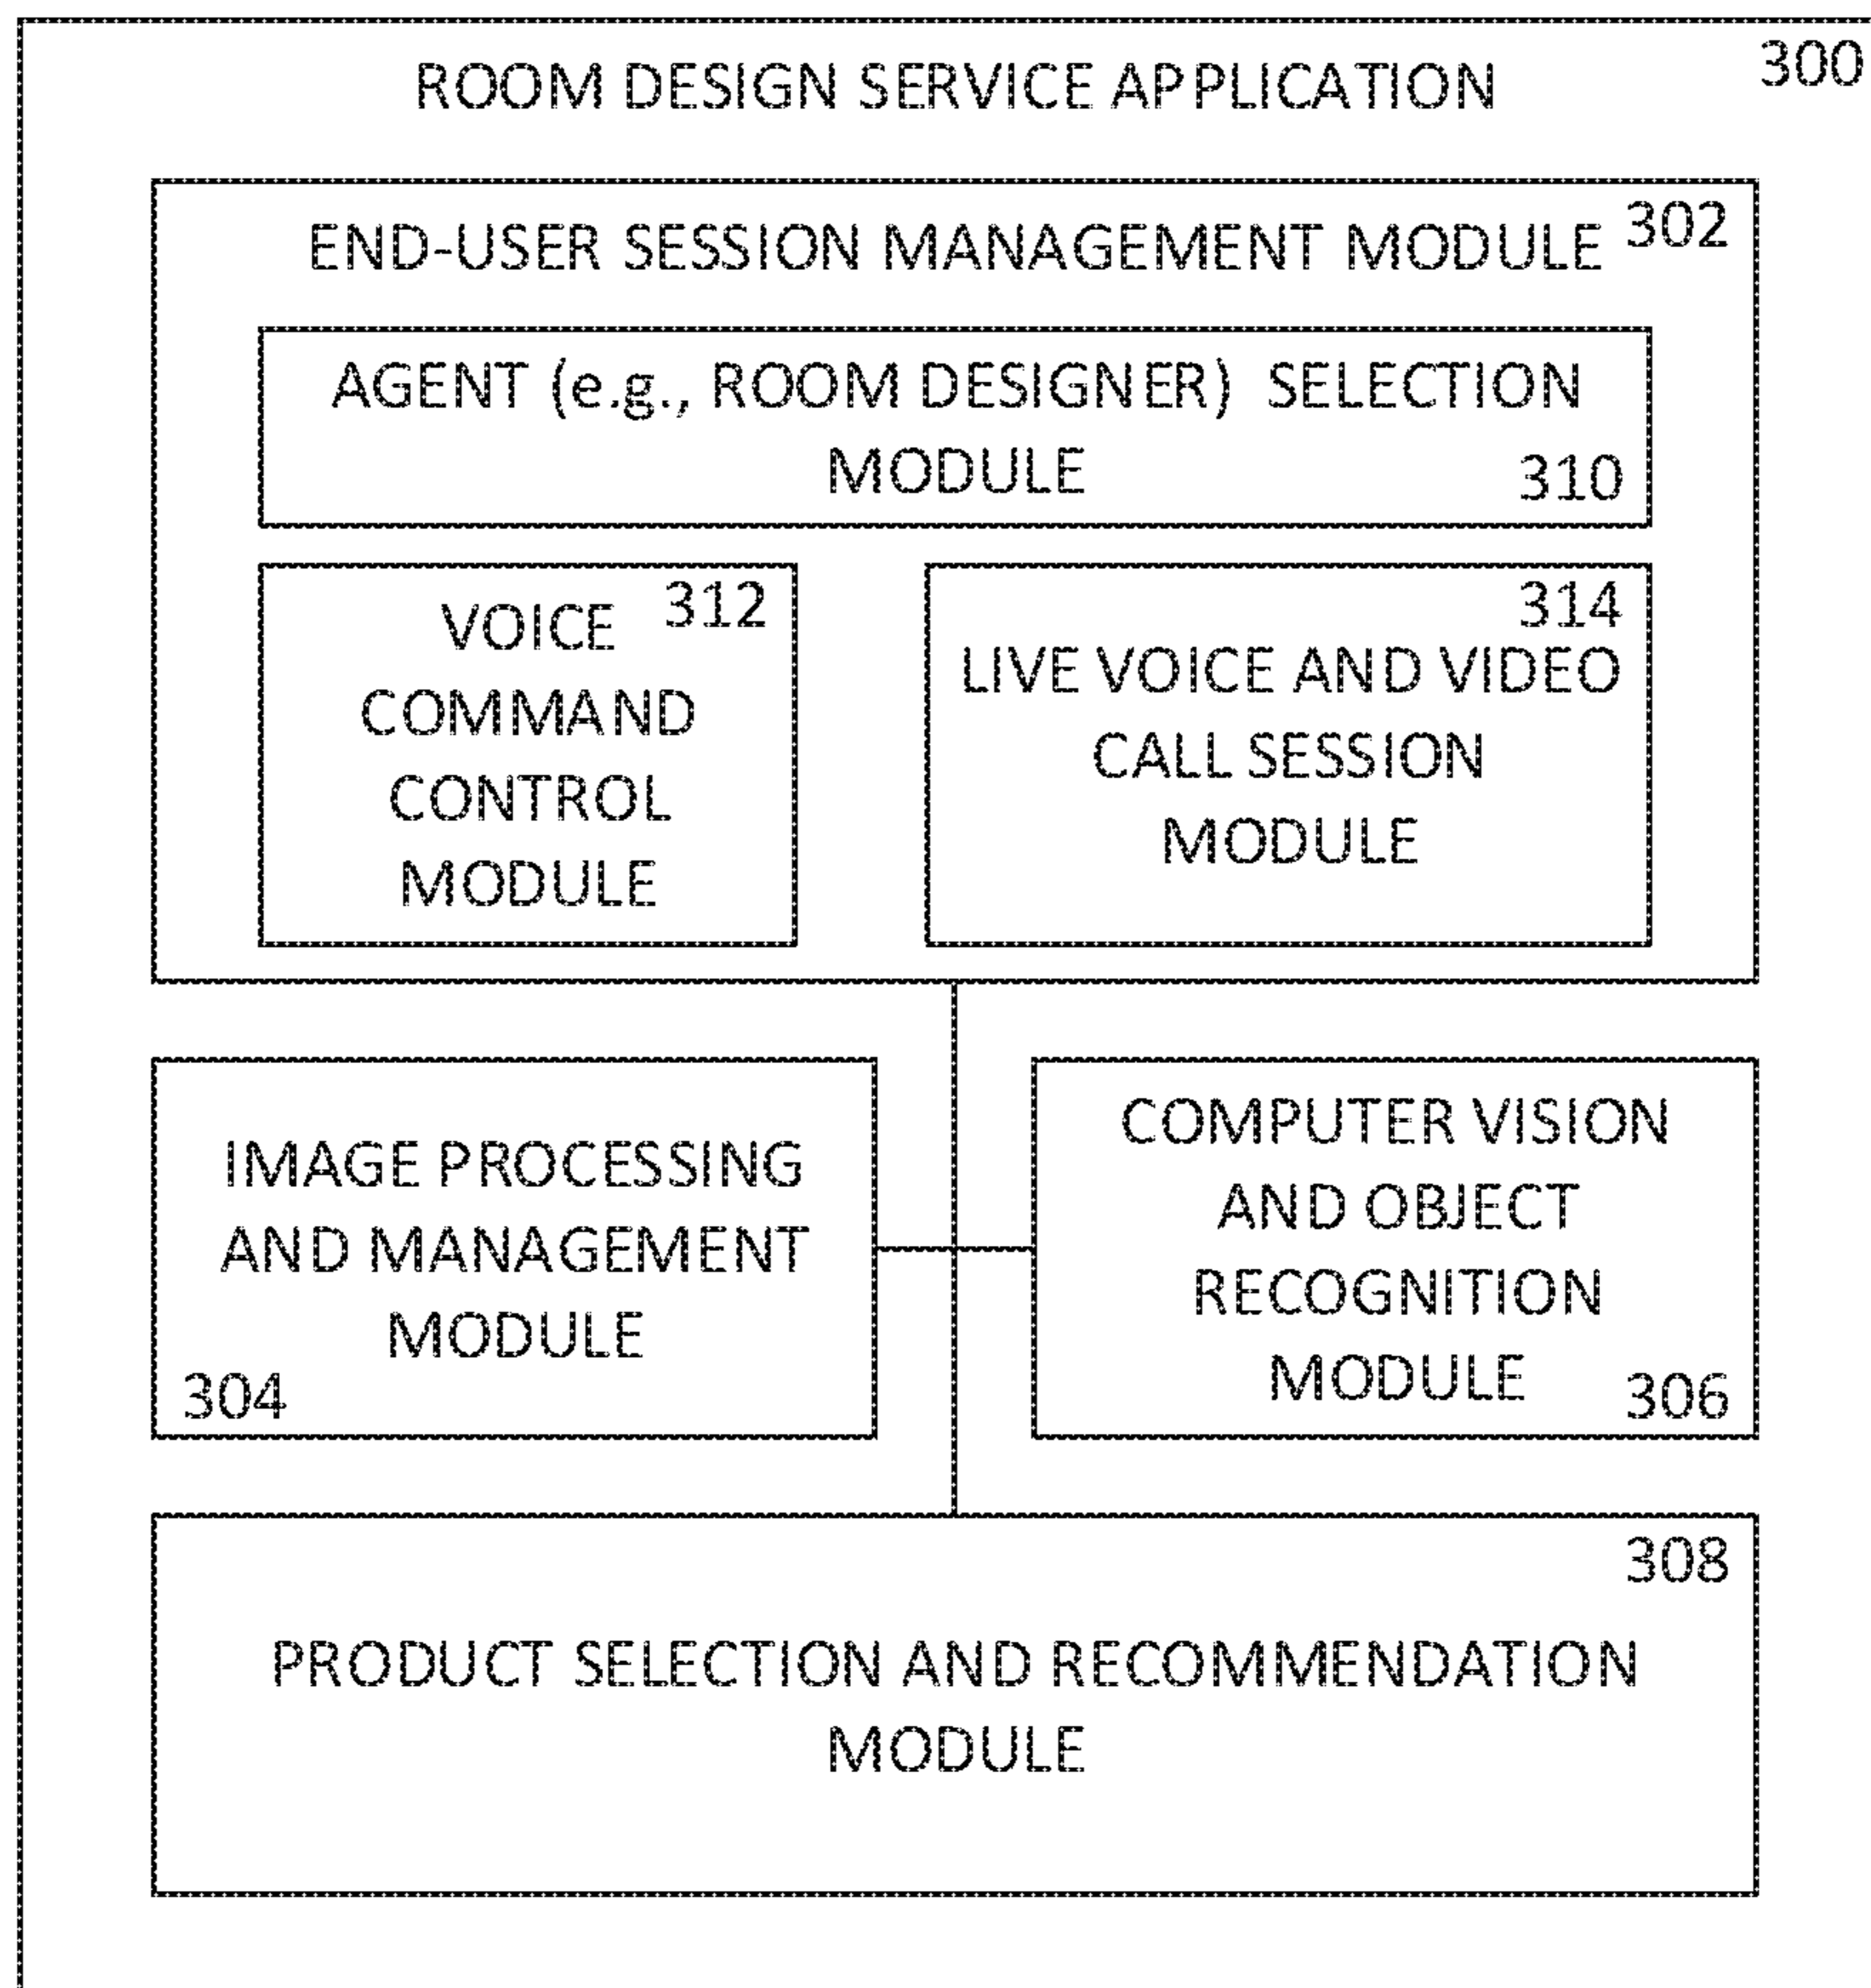 ROOM DESIGN SERVICE APPLICATION
300
END-USER SESSION MANAGEMENT MODULE
302
AGENT (e.g., ROOM DESIGNER) SELECTION
MODULE
310
312
VOICE
COMMAND
CONTROL
MODULE
314
LIVE VOICE AND VIDEO
CALL SESSION
MODULE
IMAGE PROCESSING
AND MANAGEMENT
MODULE
304
COMPUTER VISION
AND OBJECT
RECOGNITION
MODULE
306
308
PRODUCT SELECTION AND RECOMMENDATION
MODULE